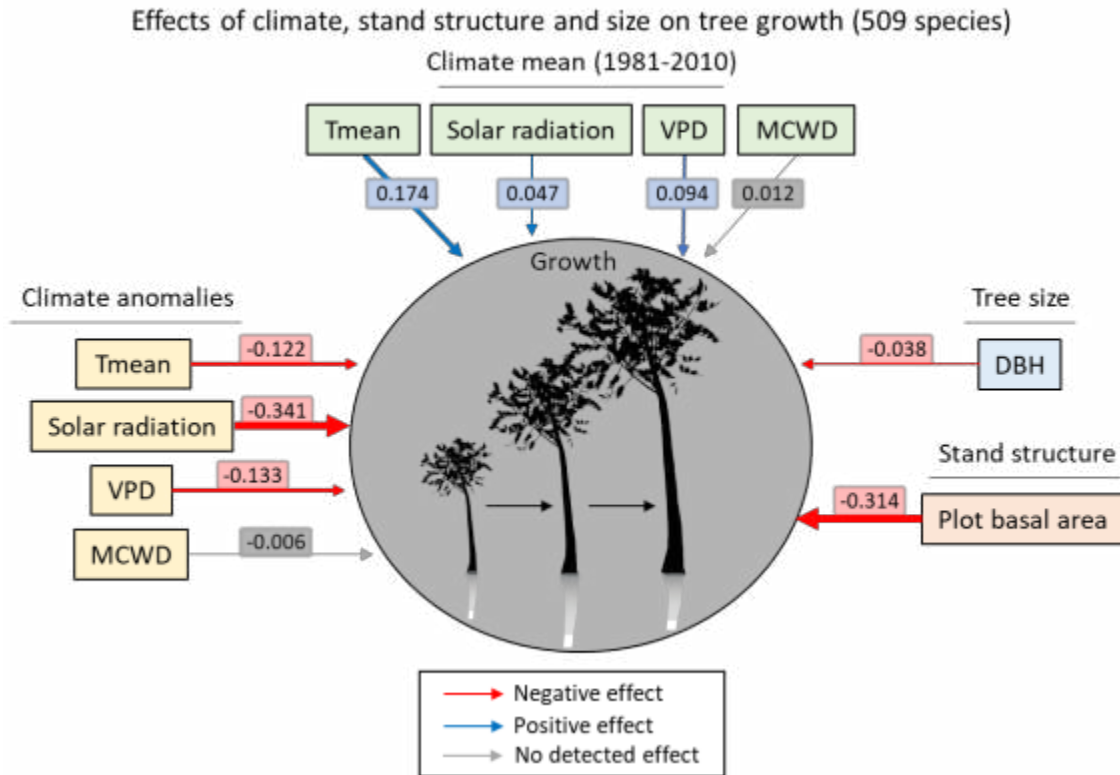 Effects of climate, stand structure and size on tree growth (509 species)
Climate mean (1981-2010)
Tmean
Solar radiation
VPD
MCWD
0.174
0.047
0.094
0.012
Growth
Climate anomalies
Tmean
-0.122
Solar radiation
-0.341
VPD
-0.133
MCWD
-0.006
Tree size
-0.038
DBH
Stand structure
-0.314
Plot basal area
Negative effect
Positive effect
No detected effect